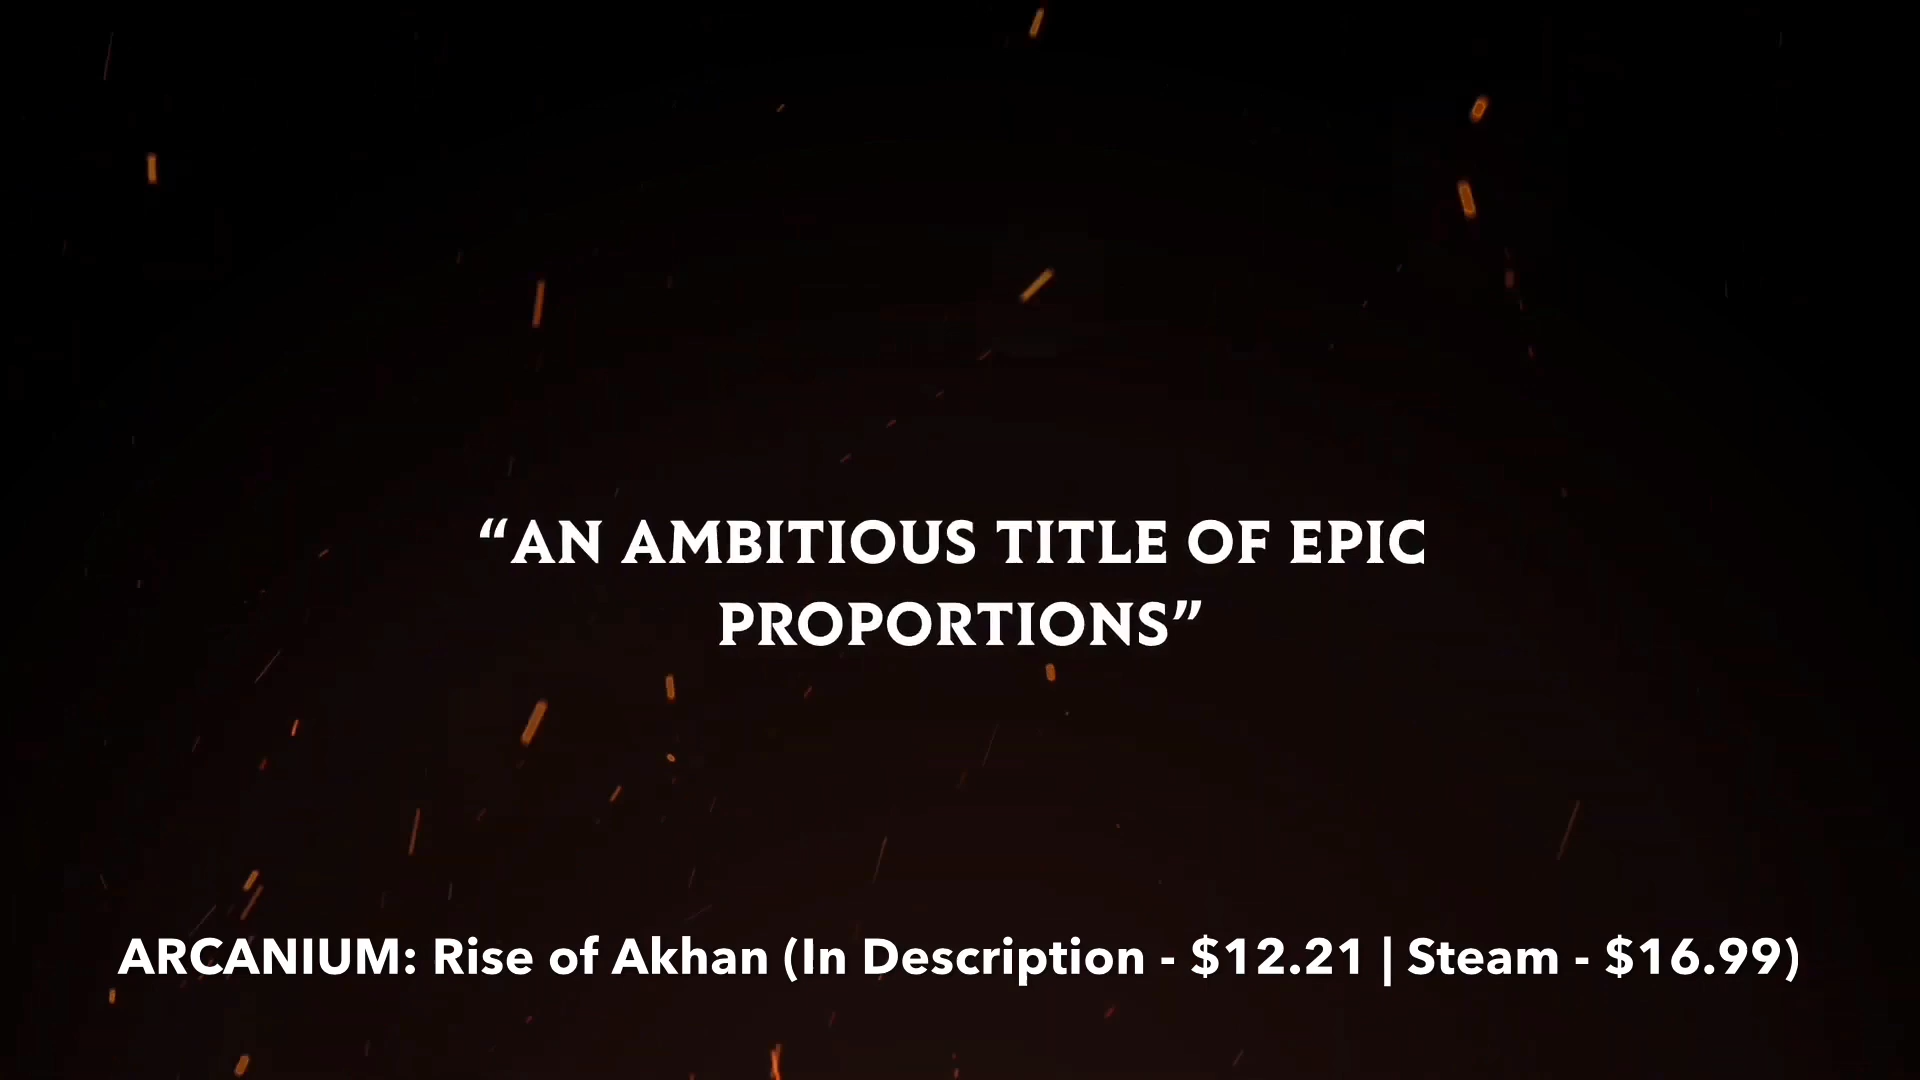 “AN AMBITIOUS TITLE OF EPIC
PROPORTIONS”
ARCANIUM: Rise of Akhan (In Description - $12.21 | Steam - $16.99)